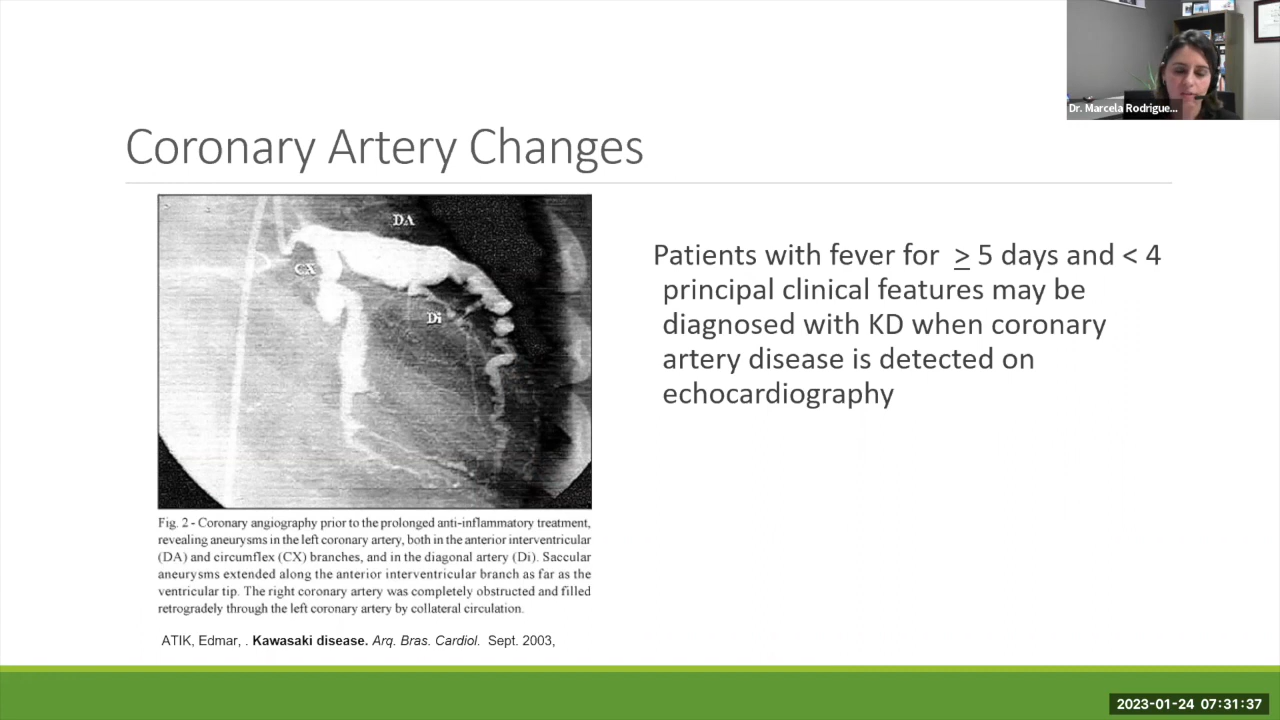 Dr. Marcela Rodrigue...
Coronary Artery Changes
DA
CX
Di
Patients with fever for ≥ 5 days and < 4
principal clinical features may be
diagnosed with KD when coronary
artery disease is detected on
echocardiography
Fig. 2 - Coronary angiography prior to the prolonged anti-inflammatory treatment,
revealing aneurysms in the left coronary artery, both in the anterior interventricular
(DA) and circumflex (CX) branches, and in the diagonal artery (Di). Saccular
aneurysms extended along the anterior interventricular branch as far as the
ventricular tip. The right coronary artery was completely obstructed and filled
retrogradely through the left coronary artery by collateral circulation.
ATIK, Edmar, . Kawasaki disease. Arq. Bras. Cardiol. Sept. 2003,
2023-01-24 07:31:37